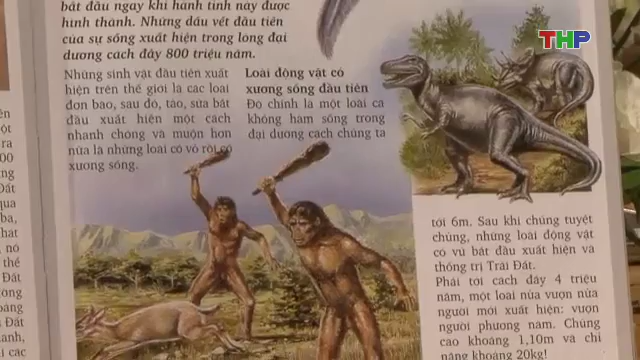 bắt đầu ngay khi hành tinh này được
hình thành. Những dấu vết đầu tiên
của sự sống xuất hiện trong lòng đại
dương cách đây 800 triệu năm.
Những sinh vật đầu tiên xuất
hiện trên thế giới là các loài
đơn bào, sau đó, tảo, sứa bắt
đầu xuất hiện một cách
nhanh chóng và muộn hơn
nữa là những loài có vỏ rồi có
xương sống.
Loài động vật có
xương sống đầu tiên
Đó chính là một loài cá
không hàm sống trong
đại dương cách chúng ta
tới 6m. Sau khi chúng tuyệt
chủng, những loài động vật
có vú bắt đầu xuất hiện và
thống trị Trái Đất.
Phải tới cách đây 4 triệu
năm, một loài nửa vượn nửa
người mới xuất hiện: vượn
người phương nam. Chúng
cao khoảng 1,10m và chỉ
nặng khoảng 20kg!
THP